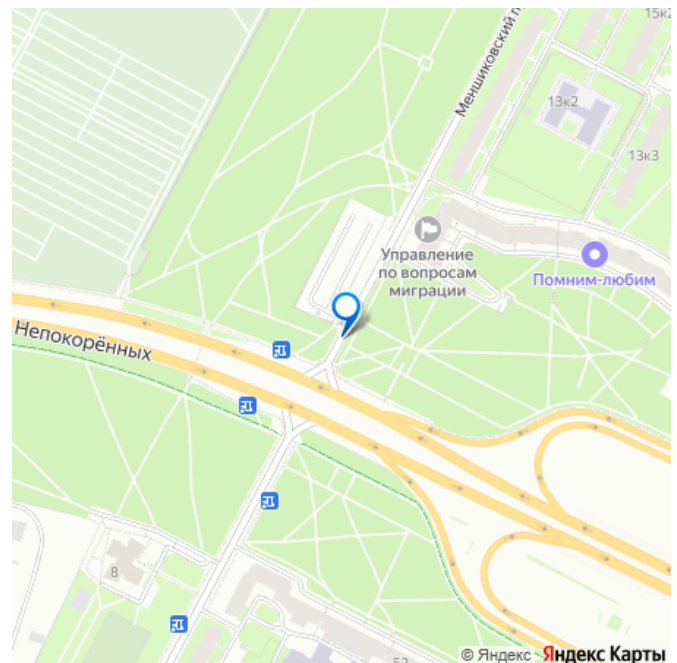 15к2
Меншиковский п
13к2
13к3
Управление
по вопросам
миграции
Помним-любим
Непокорённых
8
52
© Яндекс Яндекс Карты